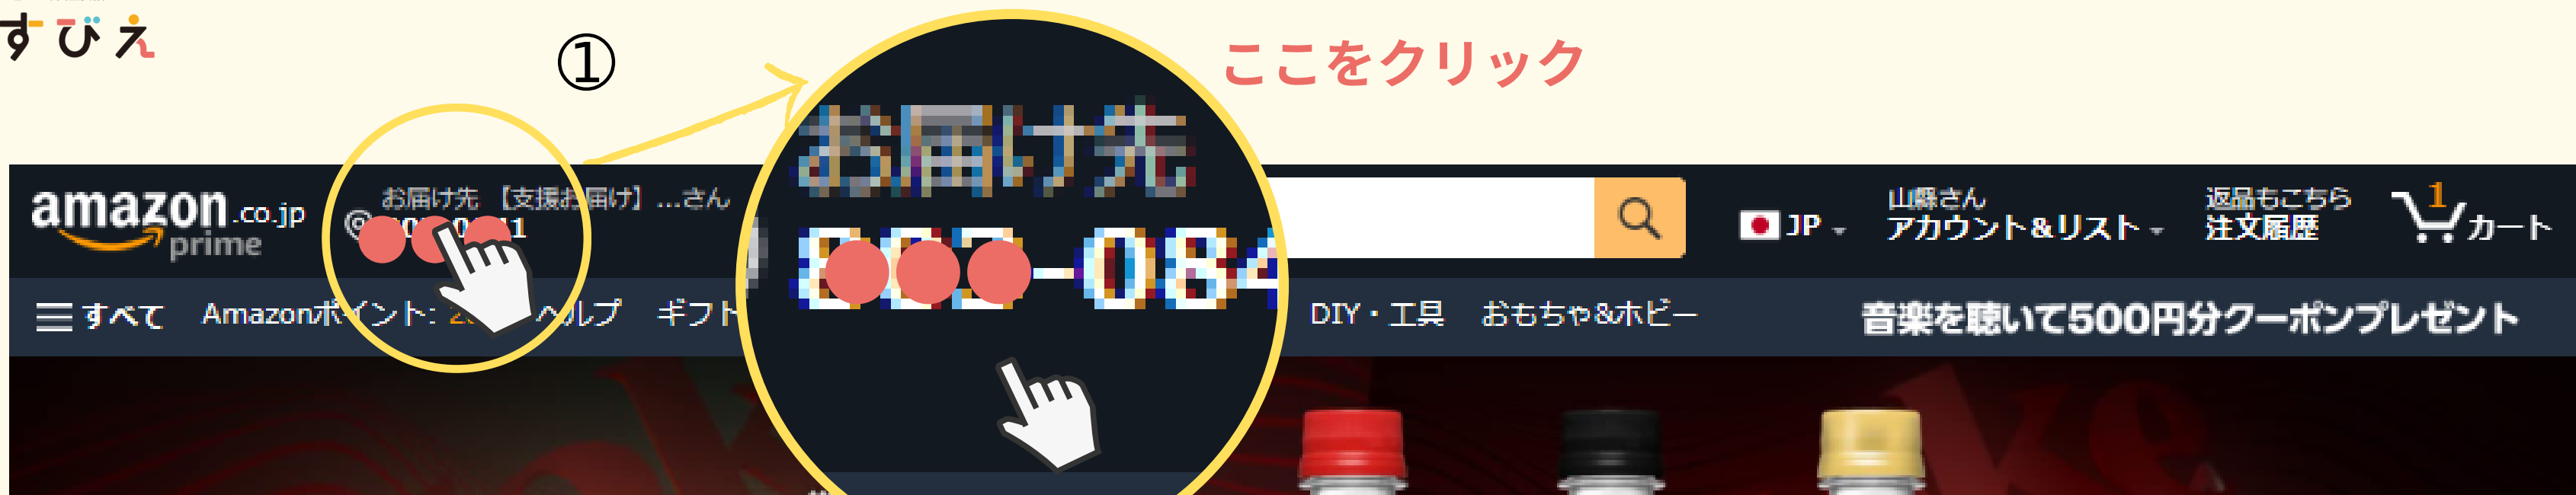 すびえ
①
ここをクリック
お届け先
amazon.co.jp
prime
お届け先 【支援お届け】…さん
JP
山縣さん
アカウント&リスト
返品もこちら
注文履歴
1
カート
すべて
Amazonポイント:
ヘルプ
ギフト
DIY・工具
おもちゃ&ホビー
音楽を聴いて500円分クーポンプレゼント